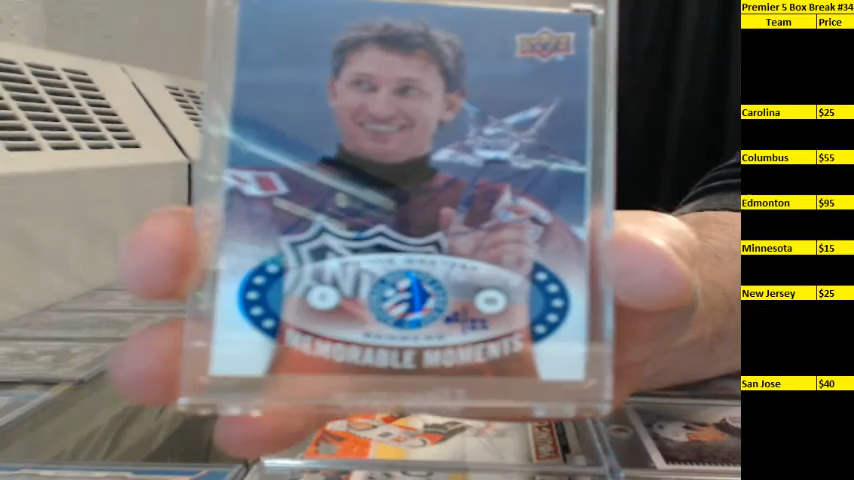 Premier 5 Box Break #34
Team Price
Carolina $25
Columbus $55
Edmonton $95
Minnesota $15
New Jersey $25
San Jose $40
MEMORABLE MOMENTS